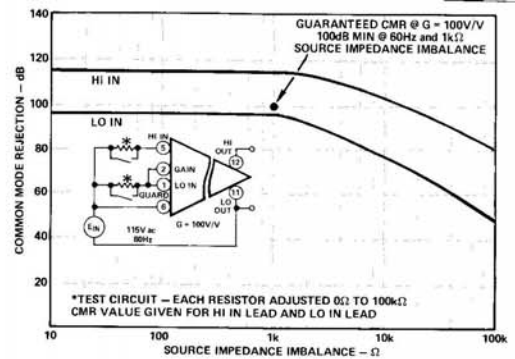 140
120
100
80
60
40
20
COMMON MODE REJECTION – dB
GUARANTEED CMR @ G = 100V/V
100dB MIN @ 60Hz and 1kΩ
SOURCE IMPEDANCE IMBALANCE
Hi IN
LO IN
*
HI IN
5
2
GAIN
*
1
LO IN
GUARD
6
HI
OUT
12
11
LO
OUT
EIN
115V ac
60Hz
G = 100V/V
*TEST CIRCUIT – EACH RESISTOR ADJUSTED 0Ω TO 100kΩ
CMR VALUE GIVEN FOR HI IN LEAD AND LO IN LEAD
10
100
1k
10k
100k
SOURCE IMPEDANCE IMBALANCE – Ω